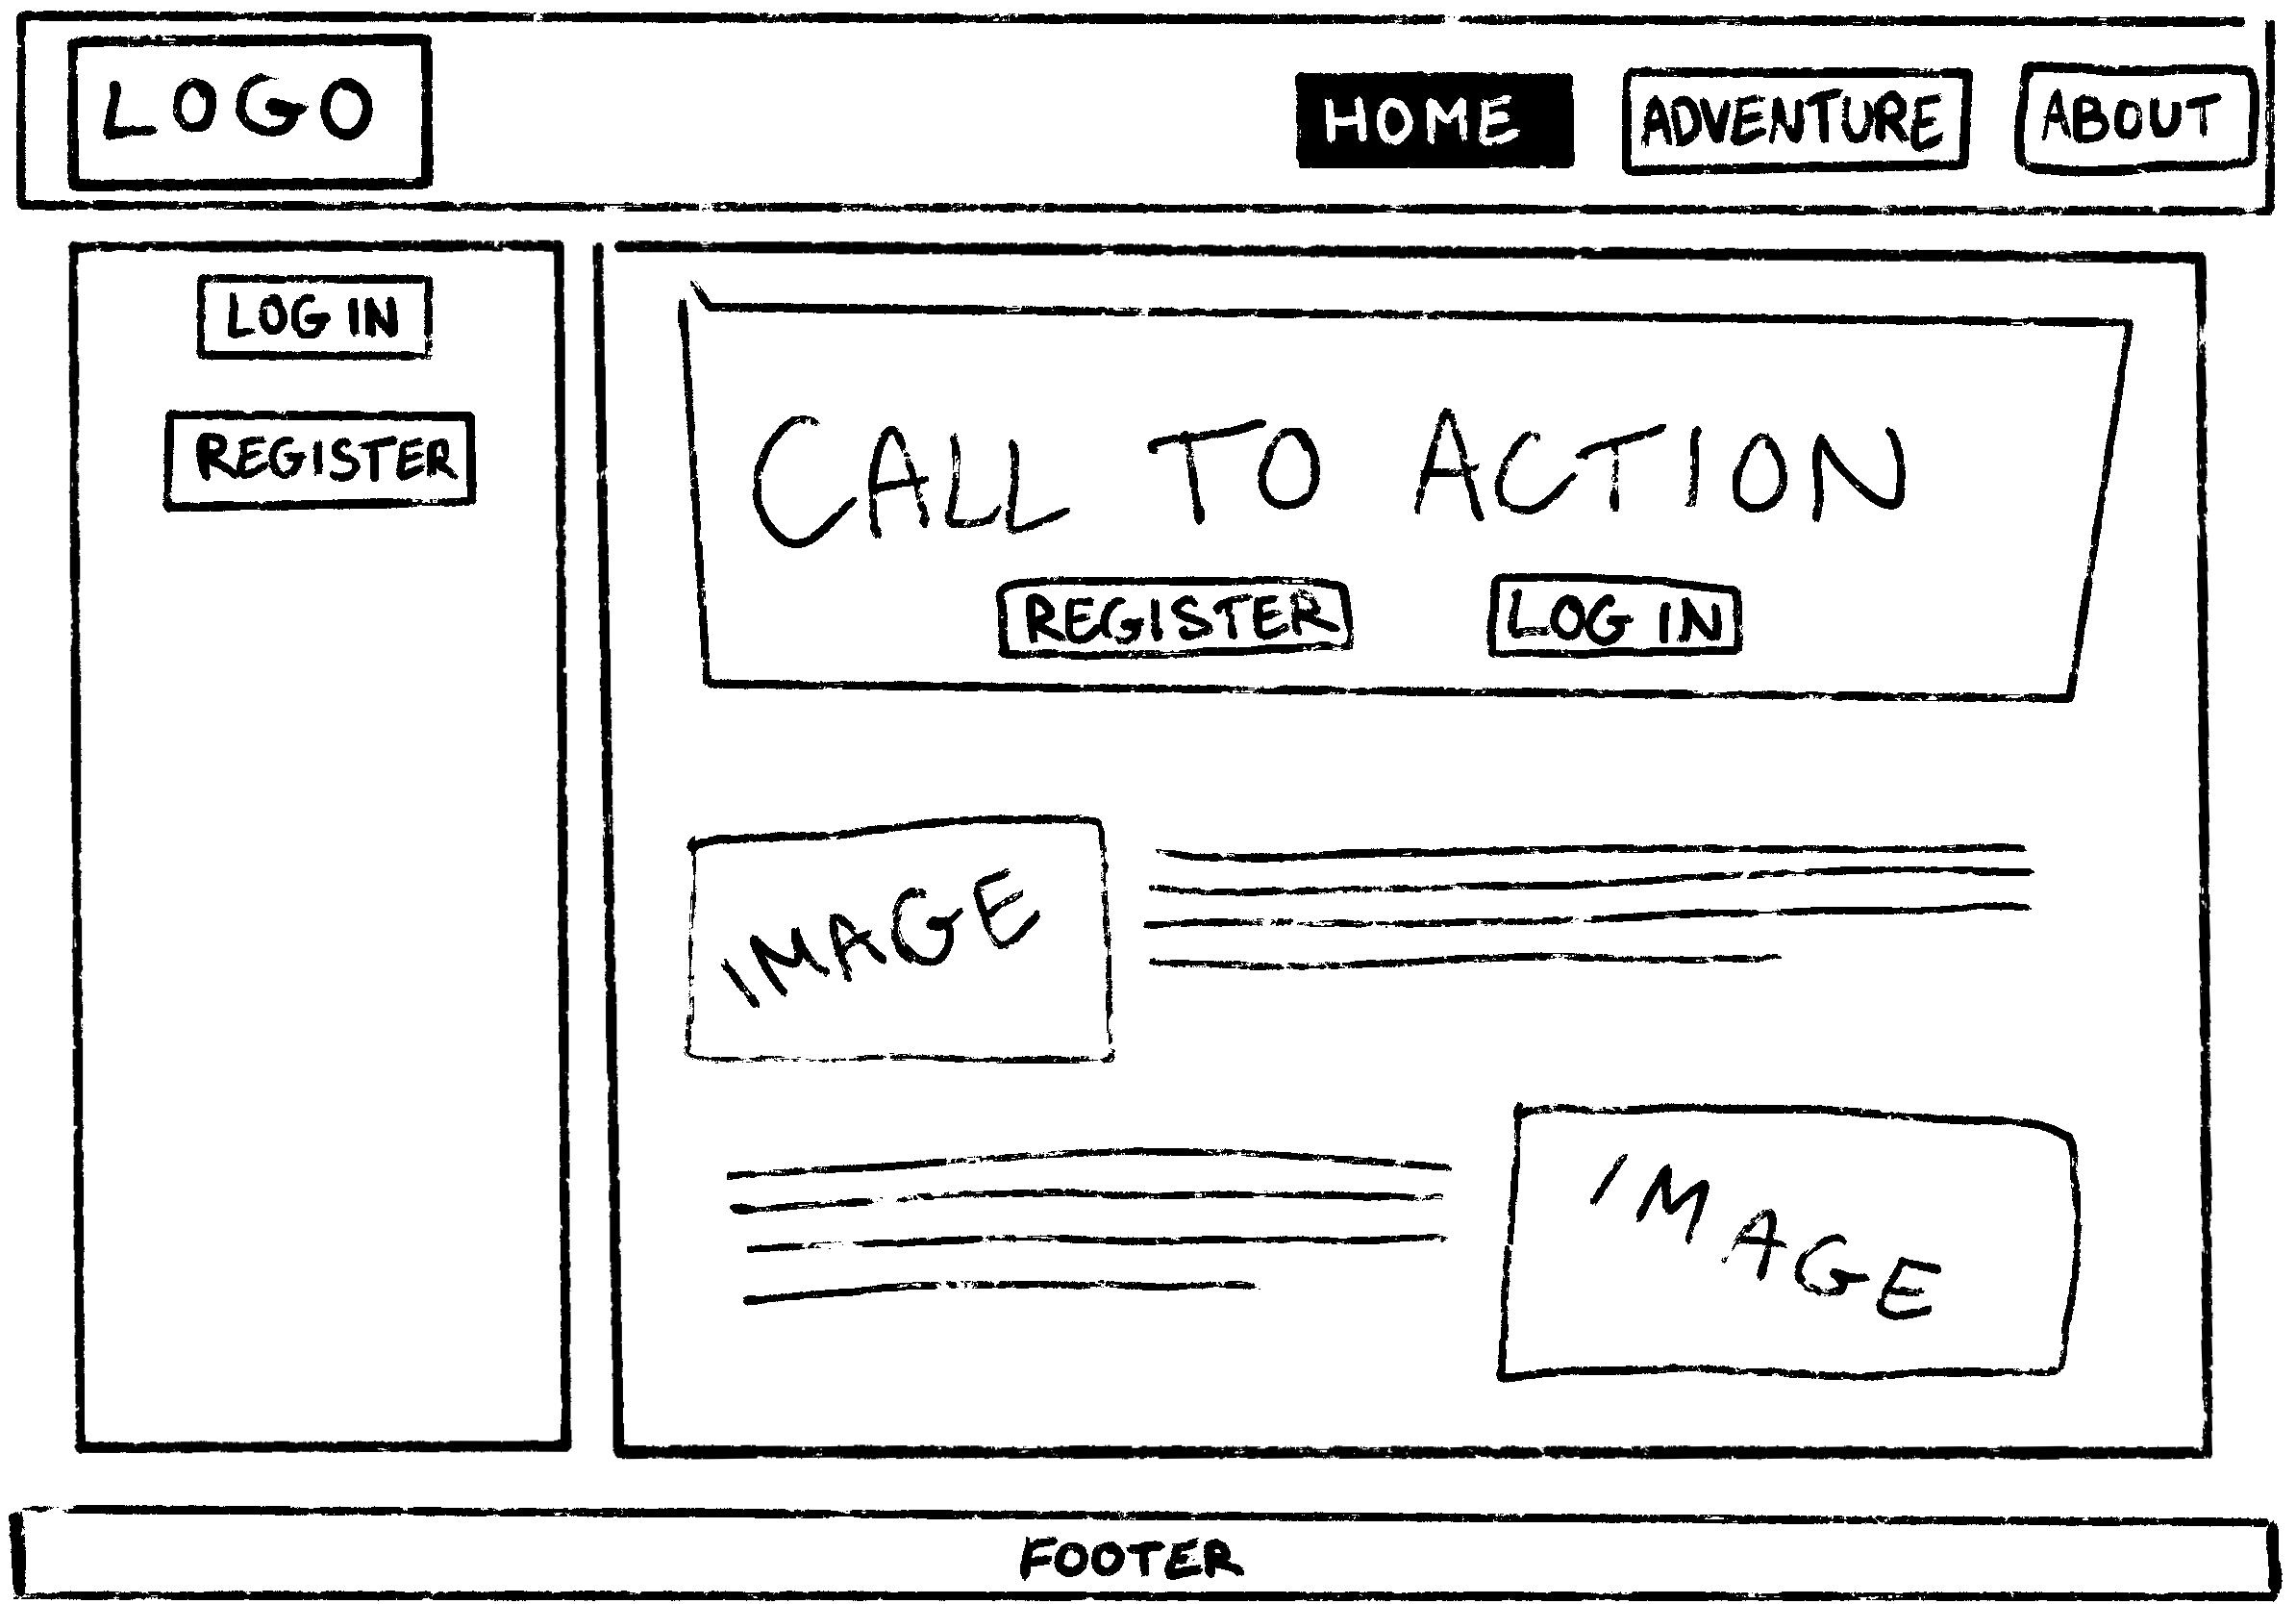 LOGO
HOME ADVENTURE ABOUT
LOG IN
REGISTER
CALL TO ACTION
REGISTER LOG IN
IMAGE
IMAGE
FOOTER